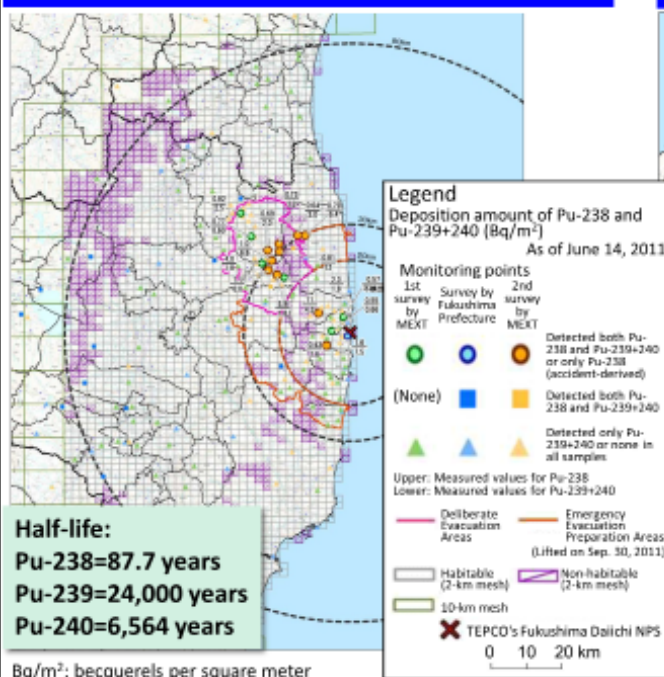 80km
Legend
Deposition amount of Pu-238 and
Pu-239+240 (Bq/m²)
As of June 14, 2011
Monitoring points
1st
survey
by
MEXT
Survey by
Fukushima
Prefecture
2nd
survey
by
MEXT
Detected both Pu-
238 and Pu-239+240
or only Pu-238
(accident-derived)
(None)
Detected both Pu-
238 and Pu-239+240
Detected only Pu-
239+240 or none in
all samples
Upper: Measured values for Pu-238
Lower: Measured values for Pu-239+240
Deliberate
Evacuation
Areas
Emergency
Evacuation
Preparation Areas
(Lifted on Sep. 30, 2011)
Habitable
(2-km mesh)
Non-habitable
(2-km mesh)
10-km mesh
TEPCO's Fukushima Daiichi NPS
0 10 20 km
Half-life:
Pu-238=87.7 years
Pu-239=24,000 years
Pu-240=6,564 years
Bq/m²: becquerels per square meter